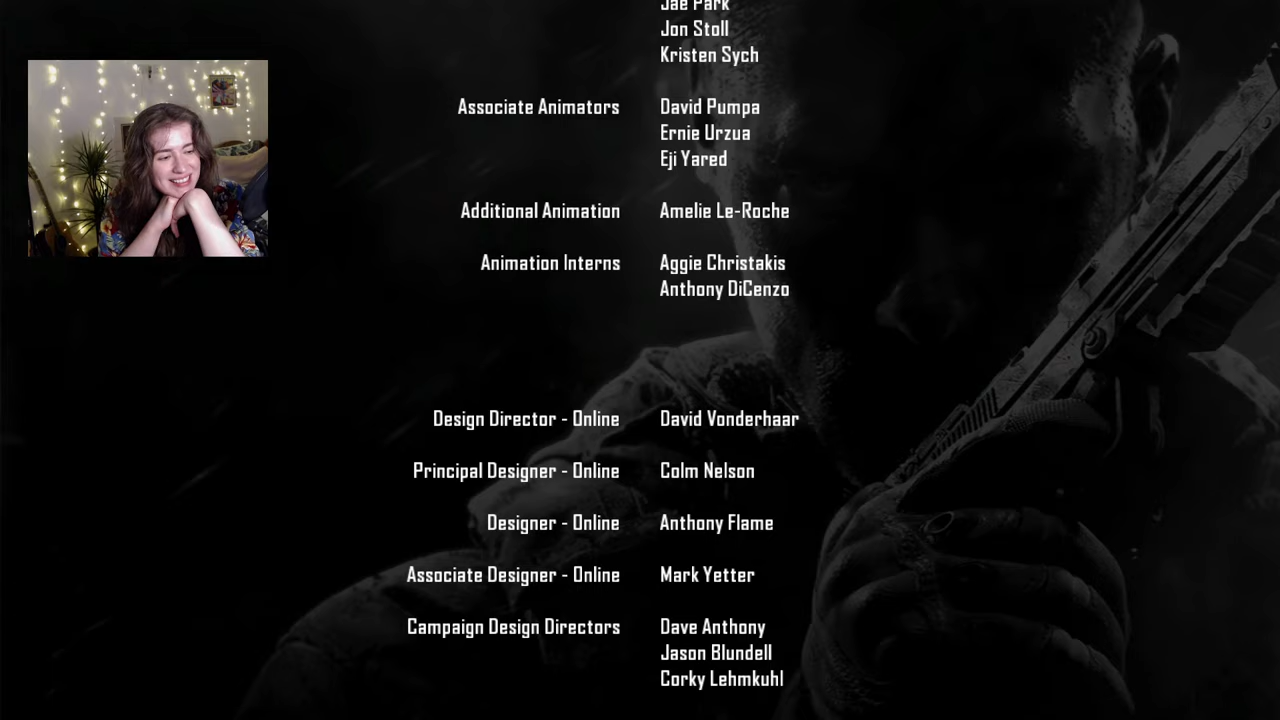 Jae Park
Jon Stoll
Kristen Sych
Associate Animators David Pumpa
Ernie Urzua
Eji Yared
Additional Animation Amelie Le-Roche
Animation Interns Aggie Christakis
Anthony DiCenzo
Design Director - Online David Vonderhaar
Principal Designer - Online Colm Nelson
Designer - Online Anthony Flame
Associate Designer - Online Mark Yetter
Campaign Design Directors Dave Anthony
Jason Blundell
Corky Lehmkuhl